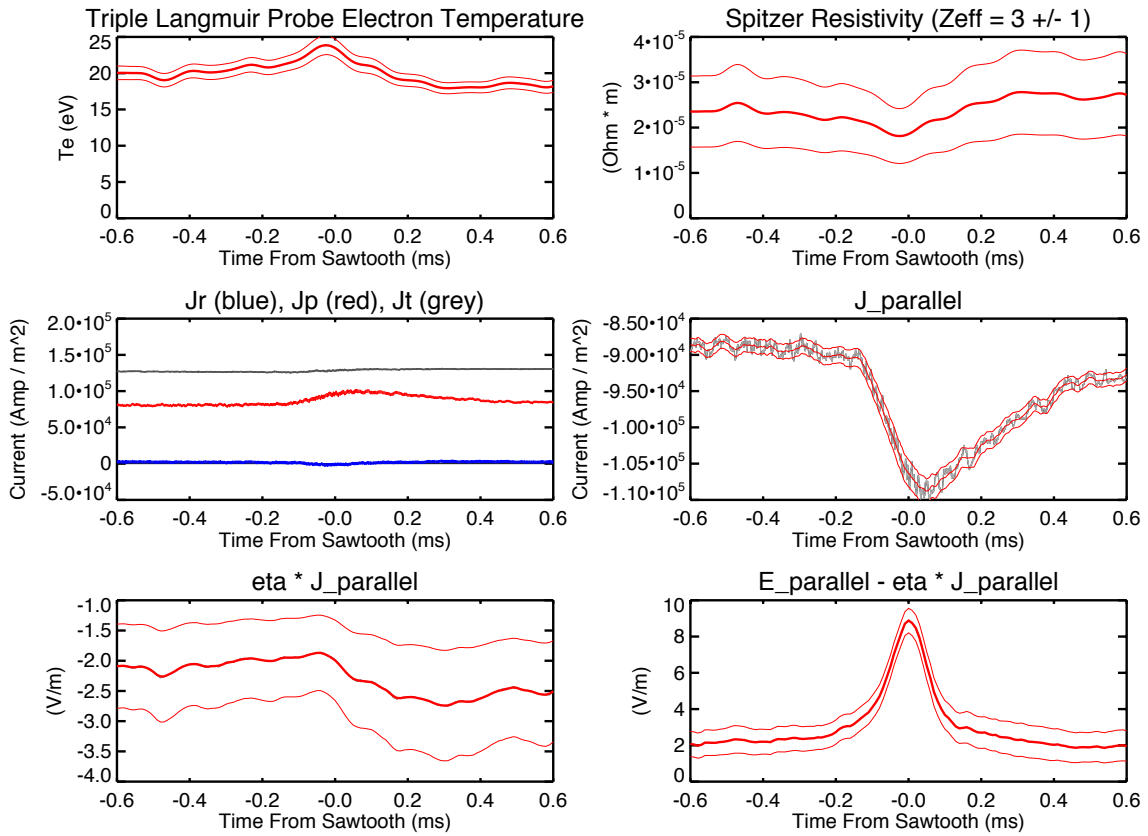 Triple Langmuir Probe Electron Temperature
25
20
15
10
5
0
Te (eV)
-0.6 -0.4 -0.2 -0.0 0.2 0.4 0.6
Time From Sawtooth (ms)
Spitzer Resistivity (Zeff = 3 +/- 1)
4•10-5
3•10-5
2•10-5
1•10-5
0
(Ohm * m)
-0.6 -0.4 -0.2 -0.0 0.2 0.4 0.6
Time From Sawtooth (ms)
Jr (blue), Jp (red), Jt (grey)
2.0•10^5
1.5•10^5
1.0•10^5
5.0•10^4
0
-5.0•10^4
Current (Amp / m^2)
-0.6 -0.4 -0.2 -0.0 0.2 0.4 0.6
Time From Sawtooth (ms)
J_parallel
-8.50•10^4
-9.00•10^4
-9.50•10^4
-1.00•10^5
-1.05•10^5
-1.10•10^5
Current (Amp / m^2)
-0.6 -0.4 -0.2 -0.0 0.2 0.4 0.6
Time From Sawtooth (ms)
eta * J_parallel
-1.0
-1.5
-2.0
-2.5
-3.0
-3.5
-4.0
(V/m)
-0.6 -0.4 -0.2 -0.0 0.2 0.4 0.6
Time From Sawtooth (ms)
E_parallel - eta * J_parallel
10
8
6
4
2
0
(V/m)
-0.6 -0.4 -0.2 -0.0 0.2 0.4 0.6
Time From Sawtooth (ms)